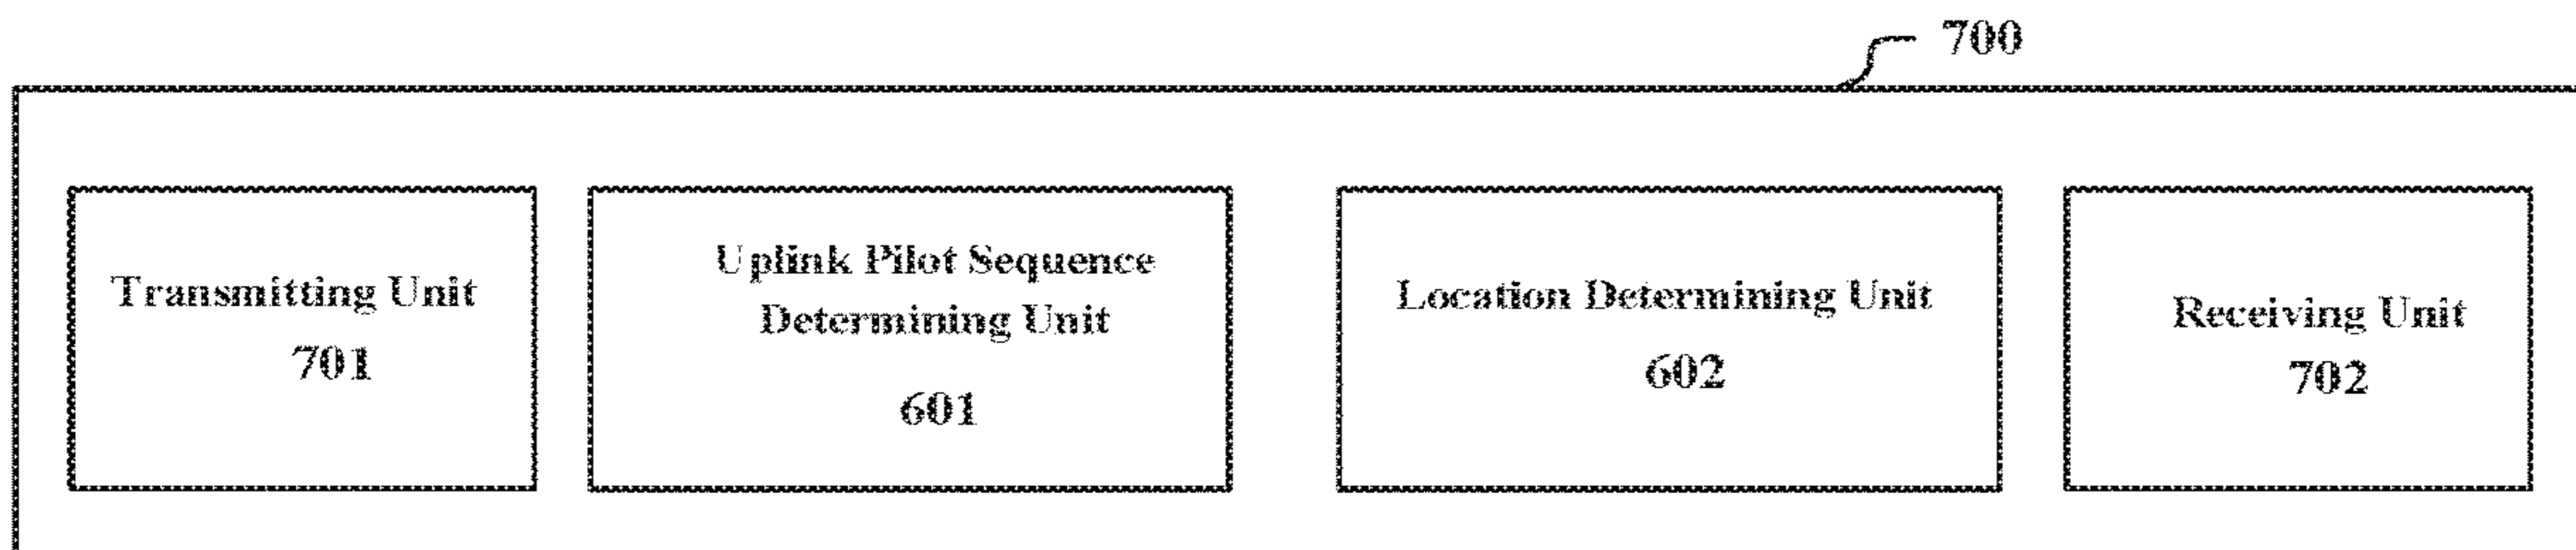 700
Transmitting Unit
701
Uplink Pilot Sequence
Determining Unit
601
Location Determining Unit
602
Receiving Unit
702